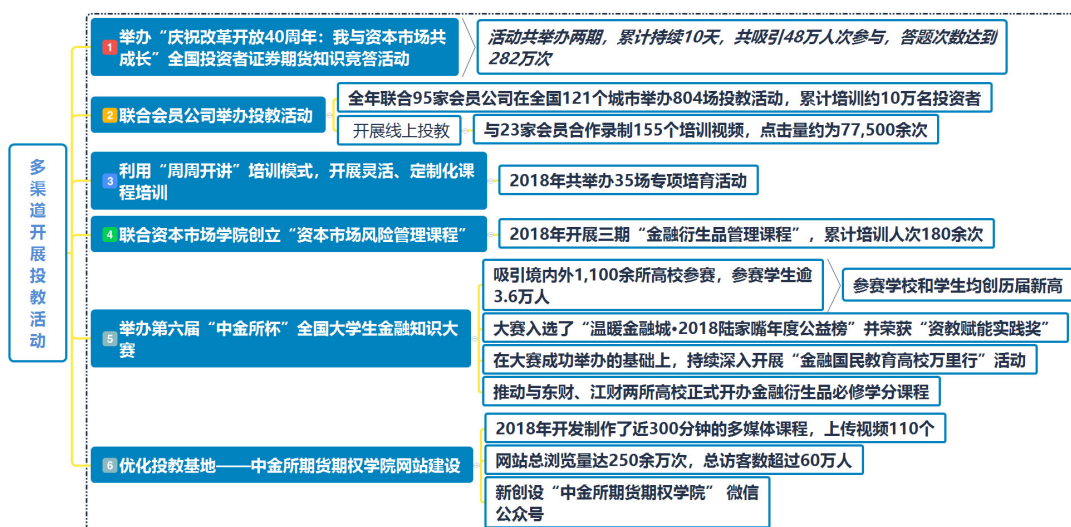 多渠道开展投教活动
1 举办“庆祝改革开放40周年：我与资本市场共
成长”全国投资者证券期货知识竞答活动
活动共举办两期，累计持续10天，共吸引48万人次参与，答题次数达到
282万次
2 联合会员公司举办投教活动
全年联合95家会员公司在全国121个城市举办804场投教活动，累计培训约10万名投资者
开展线上投教
与23家会员合作录制155个培训视频，点击量约为77,500余次
3 利用“周周开讲”培训模式，开展灵活、定制化课
程培训
2018年共举办35场专项培育活动
4 联合资本市场学院创立“资本市场风险管理课程”
2018年开展三期“金融衍生品管理课程”，累计培训人次180余次
5 举办第六届“中金所杯”全国大学生金融知识大
赛
吸引境内外1,100余所高校参赛，参赛学生逾
3.6万人
参赛学校和学生均创历届新高
大赛入选了“温暖金融城•2018陆家嘴年度公益榜”并荣获“资教赋能实践奖”
在大赛成功举办的基础上，持续深入开展“金融国民教育高校万里行”活动
推动与东财、江财两所高校正式开办金融衍生品必修学分课程
6 优化投教基地——中金所期货期权学院网站建设
2018年开发制作了近300分钟的多媒体课程，上传视频110个
网站总浏览量达250余万次，总访客数超过60万人
新创设“中金所期货期权学院” 微信
公众号